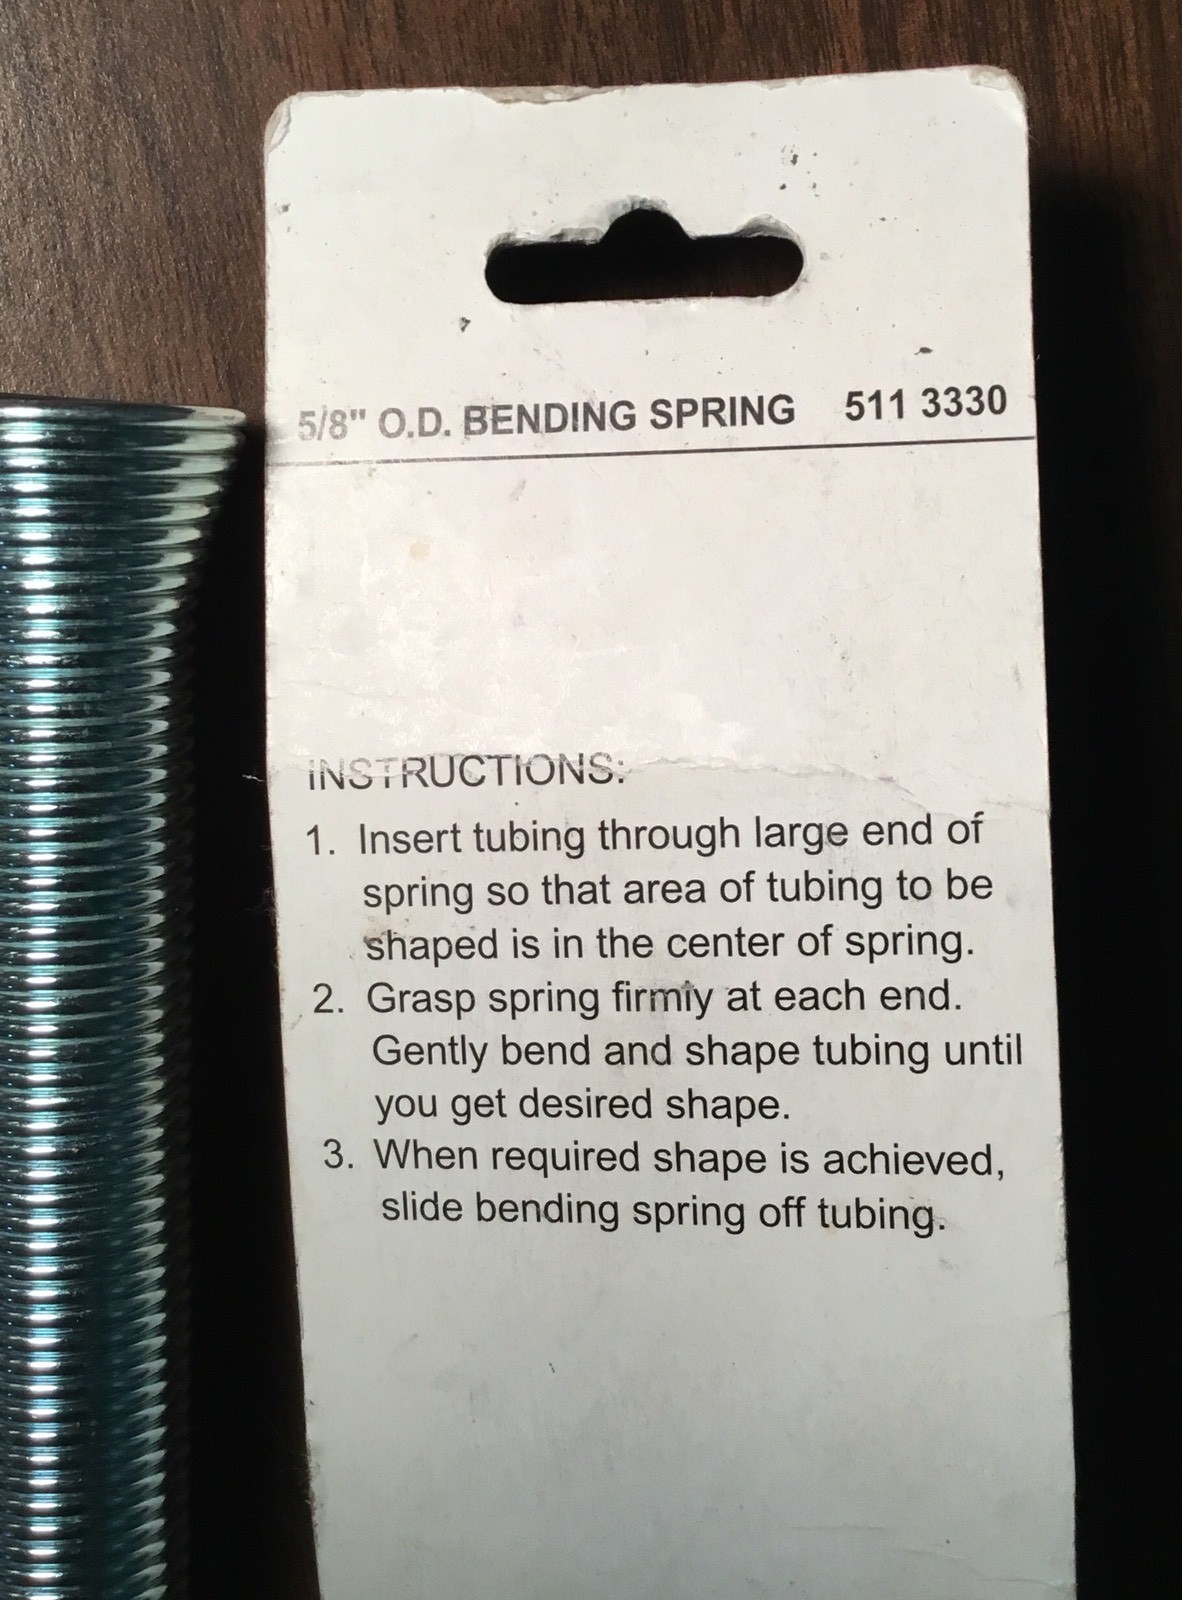 5/8" O.D. BENDING SPRING 511 3330
INSTRUCTIONS:
1. Insert tubing through large end of
spring so that area of tubing to be
shaped is in the center of spring.
2. Grasp spring firmly at each end.
Gently bend and shape tubing until
you get desired shape.
3. When required shape is achieved,
slide bending spring off tubing.